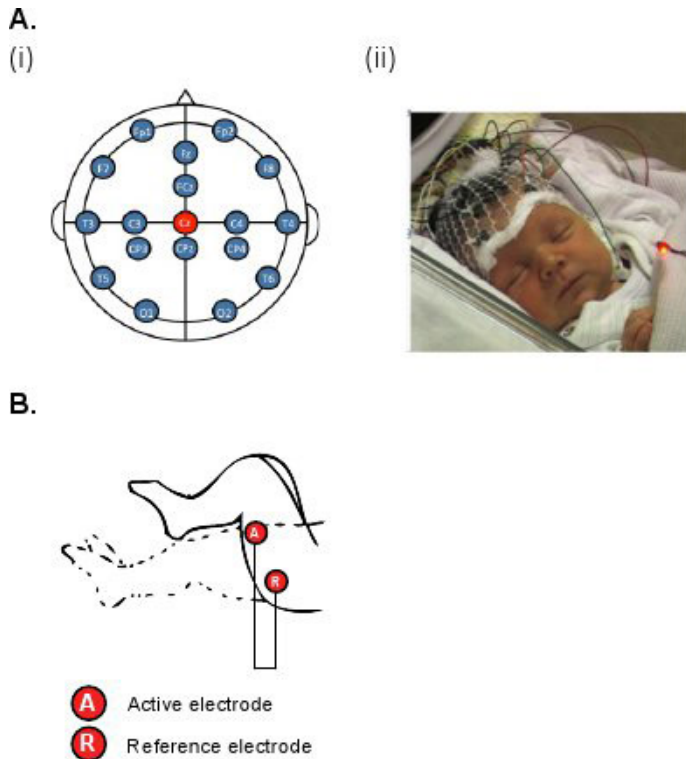 A.
(i)
(ii)
Fp1
Fp2
Fz
F7
F8
FCz
T3
C3
Cz
C4
T4
CP3
CPz
CP4
T5
T6
O1
O2
B.
A
R
A Active electrode
R Reference electrode